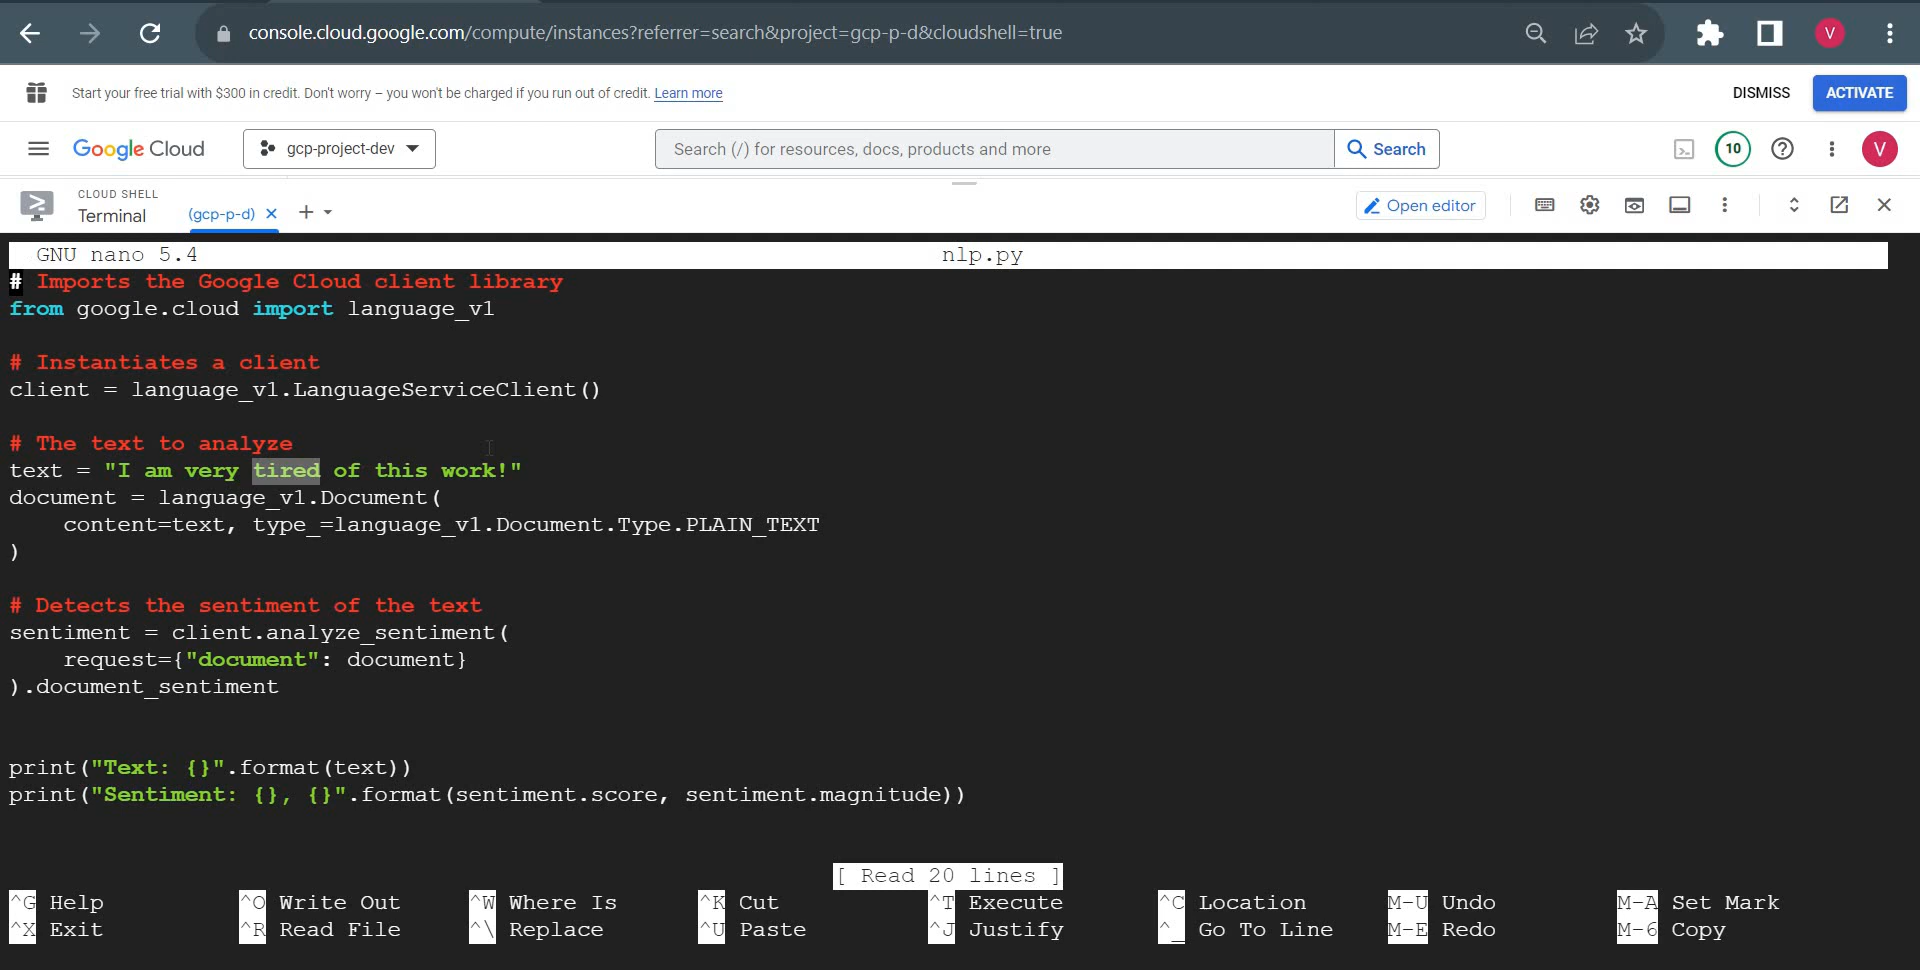 console.cloud.google.com/compute/instances?referrer=search&project=gcp-p-d&cloudshell=true
V
Start your free trial with $300 in credit. Don't worry – you won't be charged if you run out of credit. Learn more
DISMISS
ACTIVATE
Google Cloud
gcp-project-dev
Search (/) for resources, docs, products and more
Search
10
V
CLOUD SHELL
Terminal
(gcp-p-d)
Open editor
GNU nano 5.4 nlp.py
# Imports the Google Cloud client library
from google.cloud import language_v1
# Instantiates a client
client = language_v1.LanguageServiceClient()
# The text to analyze
text = "I am very tired of this work!"
document = language_v1.Document(
    content=text, type_=language_v1.Document.Type.PLAIN_TEXT
)
# Detects the sentiment of the text
sentiment = client.analyze_sentiment(
    request={"document": document}
).document_sentiment
print("Text: {}".format(text))
print("Sentiment: {}, {}".format(sentiment.score, sentiment.magnitude))
[ Read 20 lines ]
^G Help ^O Write Out ^W Where Is ^K Cut ^T Execute ^C Location M-U Undo M-A Set Mark
^X Exit ^R Read File ^\ Replace ^U Paste ^J Justify ^_ Go To Line M-E Redo M-6 Copy